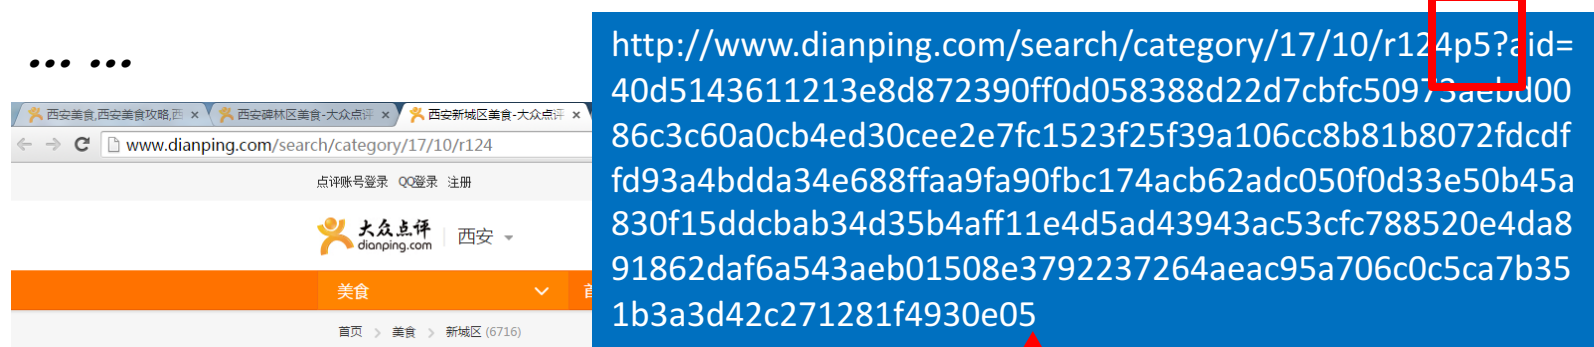 ... ...
http://www.dianping.com/search/category/17/10/r124p5?aid=
40d5143611213e8d872390ff0d058388d22d7cbfc50973aebd00
86c3c60a0cb4ed30cee2e7fc1523f25f39a106cc8b81b8072fdcdf
fd93a4bdda34e688ffaa9fa90fbc174acb62adc050f0d33e50b45a
830f15ddcbab34d35b4aff11e4d5ad43943ac53cfc788520e4da8
91862daf6a543aeb01508e3792237264aeac95a706c0c5ca7b35
1b3a3d42c271281f4930e05
西安美食,西安美食攻略,西 × 西安碑林区美食-大众点评 × 西安新城区美食-大众点评 ×
www.dianping.com/search/category/17/10/r124
点评账号登录 QQ登录 注册
大众点评
dianping.com
西安
美食
首页 > 美食 > 新城区 (6716)